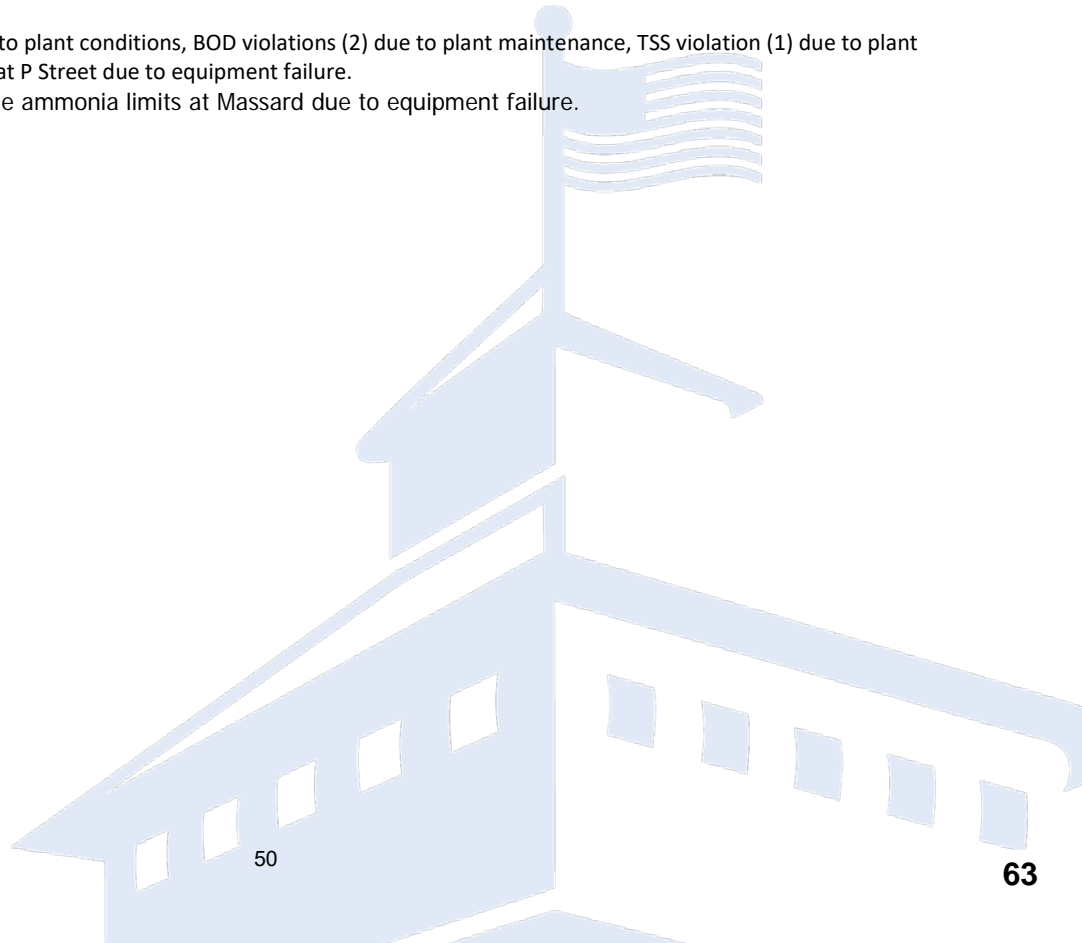 to plant conditions, BOD violations (2) due to plant maintenance, TSS violation (1) due to plant
at P Street due to equipment failure.
e ammonia limits at Massard due to equipment failure.
50
63